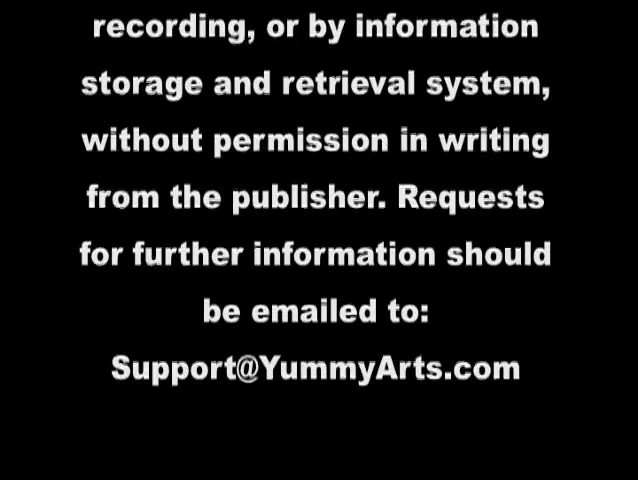 recording, or by information
storage and retrieval system,
without permission in writing
from the publisher. Requests
for further information should
be emailed to:
Support@YummyArts.com